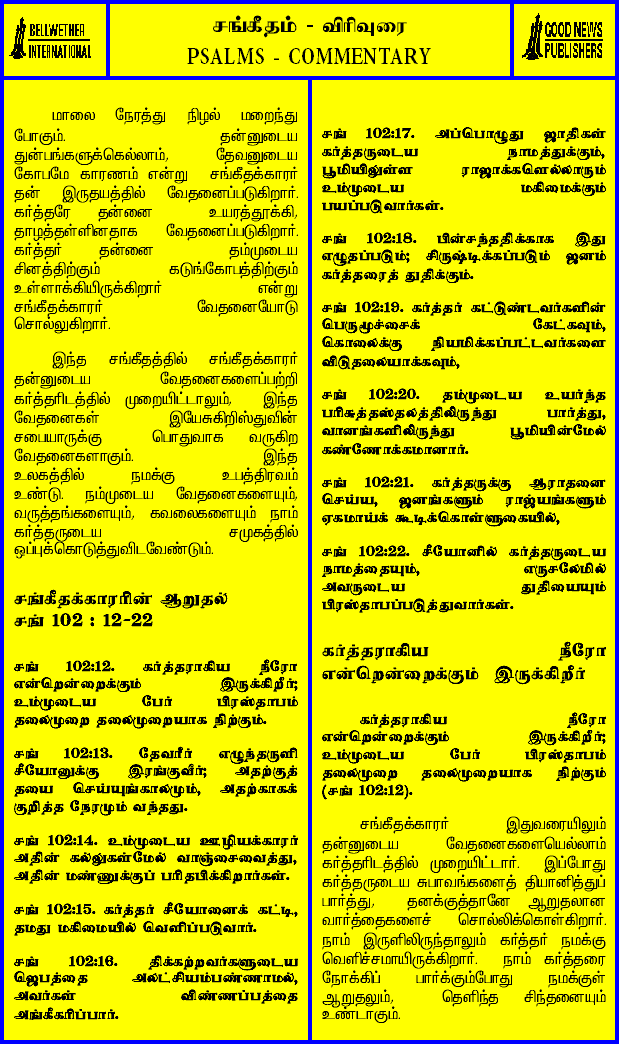 BELLWETHER
INTERNATIONAL
சங்கீதம் - விரிவுரை
PSALMS - COMMENTARY
GOOD NEWS
PUBLISHERS
மாலை நேரத்து நிழல் மறைந்து
போகும். தன்னுடைய
துன்பங்களுக்கெல்லாம், தேவனுடைய
கோபமே காரணம் என்று சங்கீதக்காரர்
தன் இருதயத்தில் வேதனைப்படுகிறார்.
கர்த்தரே தன்னை உயரத்தூக்கி,
தாழத்தள்ளினதாக வேதனைப்படுகிறார்.
கர்த்தர் தன்னை தம்முடைய
சினத்திற்கும் கடுங்கோபத்திற்கும்
உள்ளாக்கியிருக்கிறார் என்று
சங்கீதக்காரர் வேதனையோடு
சொல்லுகிறார்.
இந்த சங்கீதத்தில் சங்கீதக்காரர்
தன்னுடைய வேதனைகளைப்பற்றி
கர்த்தரிடத்தில் முறையிட்டாலும், இந்த
வேதனைகள் இயேசுகிறிஸ்துவின்
சபையாருக்கு பொதுவாக வருகிற
வேதனைகளாகும். இந்த
உலகத்தில் நமக்கு உபத்திரவம்
உண்டு. நம்முடைய வேதனைகளையும்,
வருத்தங்களையும், கவலைகளையும் நாம்
கர்த்தருடைய சமுகத்தில்
ஒப்புக்கொடுத்துவிடவேண்டும்.
சங்கீதக்காரரின் ஆறுதல்
சங் 102 : 12-22
சங் 102:12. கர்த்தராகிய நீரோ
என்றென்றைக்கும் இருக்கிறீர்;
உம்முடைய பேர் பிரஸ்தாபம்
தலைமுறை தலைமுறையாக நிற்கும்.
சங் 102:13. தேவரீர் எழுந்தருளி
சீயோனுக்கு இரங்குவீர்; அதற்குத்
தயை செய்யுங்காலமும், அதற்காகக்
குறித்த நேரமும் வந்தது.
சங் 102:14. உம்முடைய ஊழியக்காரர்
அதின் கல்லுகள்மேல் வாஞ்சைவைத்து,
அதின் மண்ணுக்குப் பரிதபிக்கிறார்கள்.
சங் 102:15. கர்த்தர் சீயோனைக் கட்டி,
தமது மகிமையில் வெளிப்படுவார்.
சங் 102:16. திக்கற்றவர்களுடைய
ஜெபத்தை அலட்சியம்பண்ணாமல்,
அவர்கள் விண்ணப்பத்தை
அங்கீகரிப்பார்.
சங் 102:17. அப்பொழுது ஜாதிகள்
கர்த்தருடைய நாமத்துக்கும்,
பூமியிலுள்ள ராஜாக்களெல்லாரும்
உம்முடைய மகிமைக்கும்
பயப்படுவார்கள்.
சங் 102:18. பின்சந்ததிக்காக இது
எழுதப்படும்; சிருஷ்டிக்கப்படும் ஜனம்
கர்த்தரைத் துதிக்கும்.
சங் 102:19. கர்த்தர் கட்டுண்டவர்களின்
பெருமூச்சைக் கேட்கவும்,
கொலைக்கு நியமிக்கப்பட்டவர்களை
விடுதலையாக்கவும்,
சங் 102:20. தம்முடைய உயர்ந்த
பரிசுத்தஸ்தலத்திலிருந்து பார்த்து,
வானங்களிலிருந்து பூமியின்மேல்
கண்ணோக்கமானார்.
சங் 102:21. கர்த்தருக்கு ஆராதனை
செய்ய, ஜனங்களும் ராஜ்யங்களும்
ஏகமாய்க் கூடிக்கொள்ளுகையில்,
சங் 102:22. சீயோனில் கர்த்தருடைய
நாமத்தையும், எருசலேமில்
அவருடைய துதியையும்
பிரஸ்தாபப்படுத்துவார்கள்.
கர்த்தராகிய நீரோ
என்றென்றைக்கும் இருக்கிறீர்
கர்த்தராகிய நீரோ
என்றென்றைக்கும் இருக்கிறீர்;
உம்முடைய பேர் பிரஸ்தாபம்
தலைமுறை தலைமுறையாக நிற்கும்
(சங் 102:12).
சங்கீதக்காரர் இதுவரையிலும்
தன்னுடைய வேதனைகளையெல்லாம்
கர்த்தரிடத்தில் முறையிட்டார். இப்போது
கர்த்தருடைய சுபாவங்களைத் தியானித்துப்
பார்த்து, தனக்குத்தானே ஆறுதலான
வார்த்தைகளைச் சொல்லிக்கொள்கிறார்.
நாம் இருளிலிருந்தாலும் கர்த்தர் நமக்கு
வெளிச்சமாயிருக்கிறார். நாம் கர்த்தரை
நோக்கிப் பார்க்கும்போது நமக்குள்
ஆறுதலும், தெளிந்த சிந்தனையும்
உண்டாகும்.